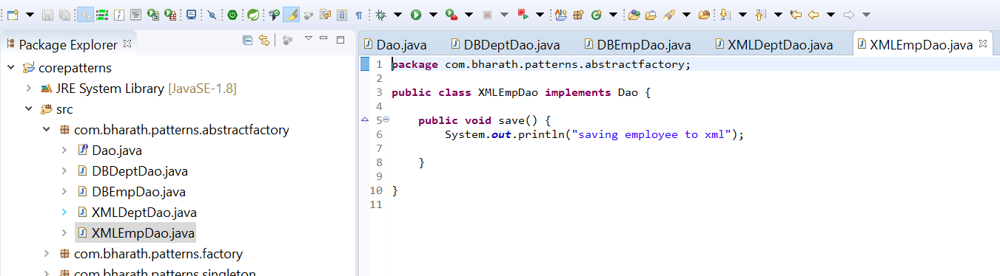 Package Explorer
corepatterns
JRE System Library [JavaSE-1.8]
src
com.bharath.patterns.abstractfactory
Dao.java
DBDeptDao.java
DBEmpDao.java
XMLDeptDao.java
XMLEmpDao.java
com.bharath.patterns.factory
com.bharath.patterns.singleton
Dao.java DBDeptDao.java DBEmpDao.java XMLDeptDao.java XMLEmpDao.java
1 package com.bharath.patterns.abstractfactory;
2
3 public class XMLEmpDao implements Dao {
4
5 public void save() {
6 System.out.println("saving employee to xml");
7
8 }
9
10 }
11